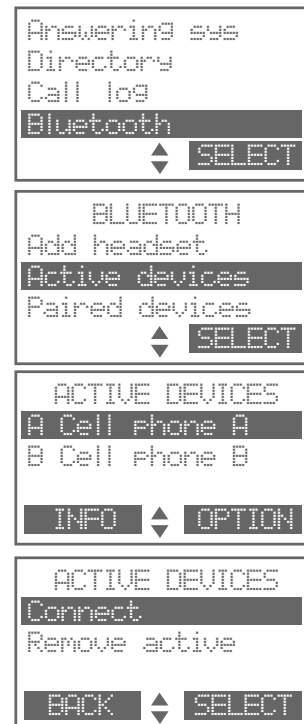 Answering sys
Directory
Call log
Bluetooth
SELECT
BLUETOOTH
Add headset
Active devices
Paired devices
SELECT
ACTIVE DEVICES
A Cell phone A
B Cell phone B
INFO OPTION
ACTIVE DEVICES
Connect
Remove active
BACK SELECT